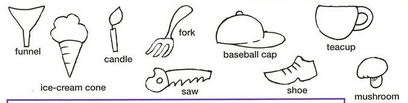 funnel
ice-cream cone
candle
fork
saw
baseball cap
shoe
teacup
mushroom